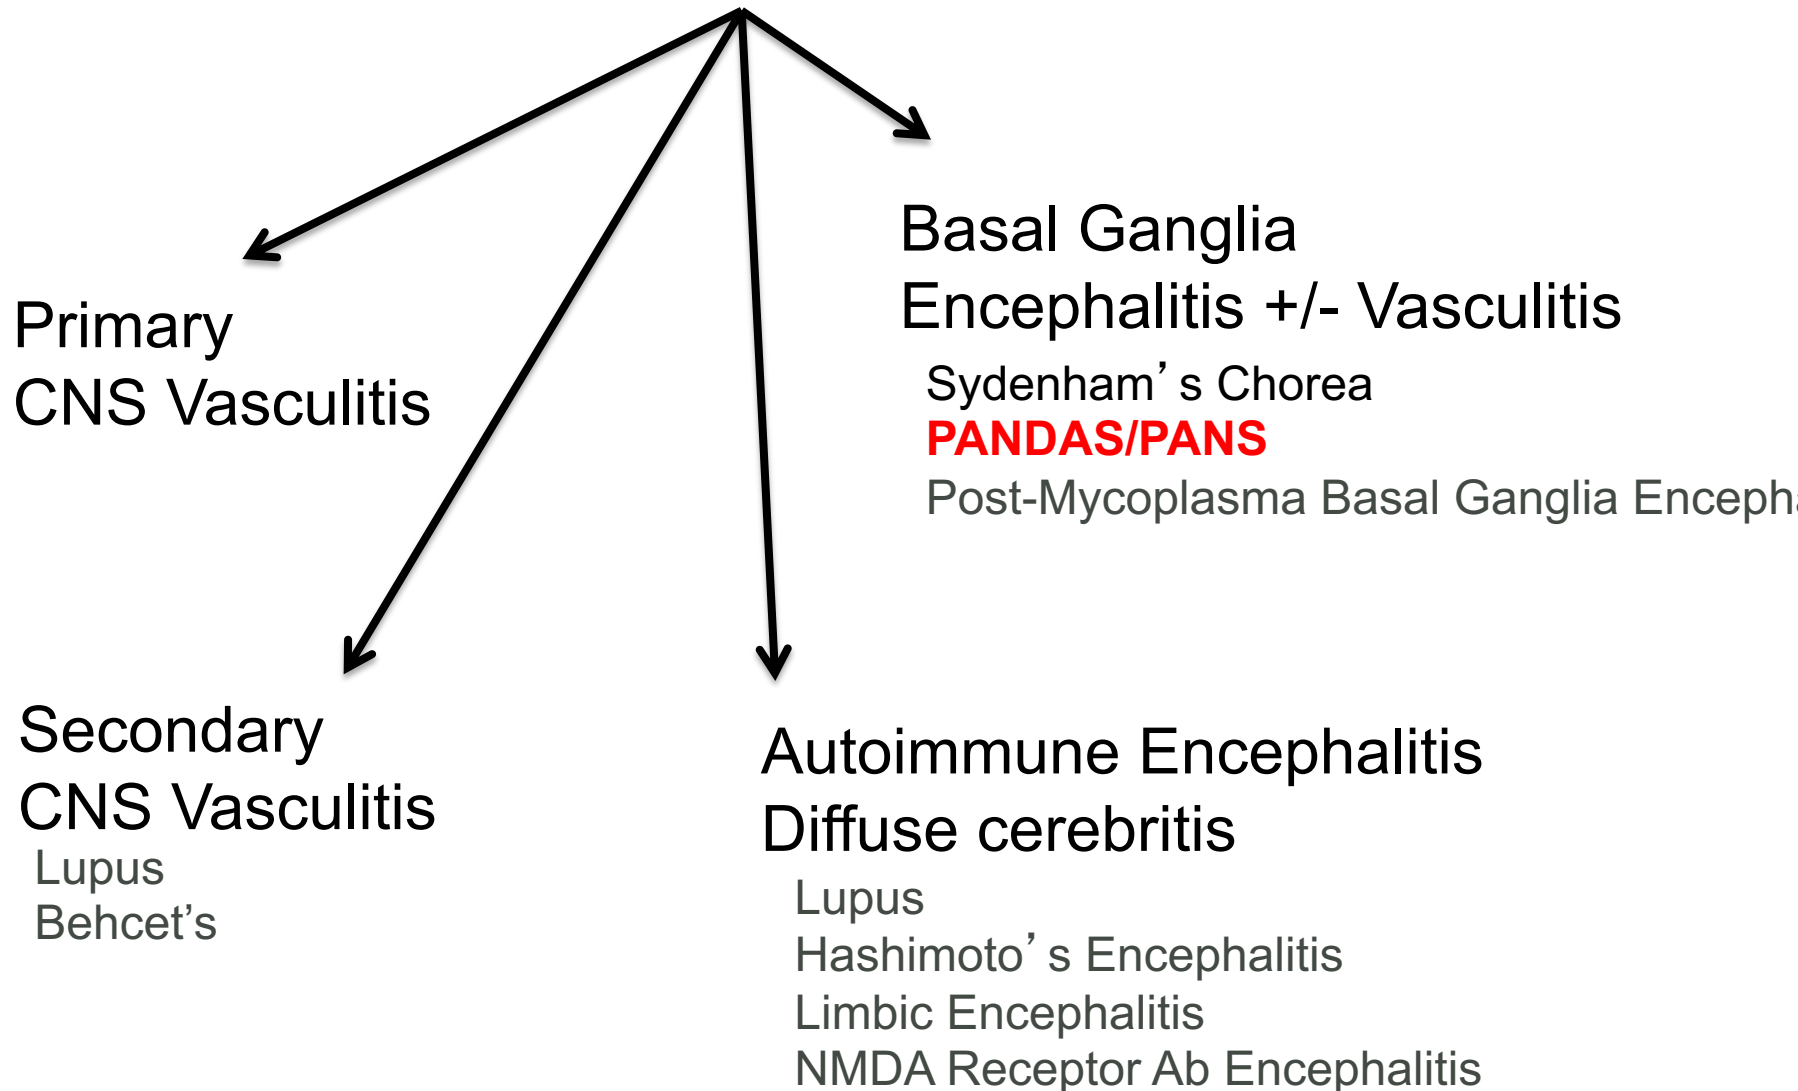 Basal Ganglia
Encephalitis +/- Vasculitis
Sydenham’s Chorea
PANDAS/PANS
Post-Mycoplasma Basal Ganglia
Primary
CNS Vasculitis
Secondary
CNS Vasculitis
Lupus
Behcet’s
Autoimmune Encephalitis
Diffuse cerebritis
Lupus
Hashimoto’s Encephalitis
Limbic Encephalitis
NMDA Receptor Ab Encephalitis